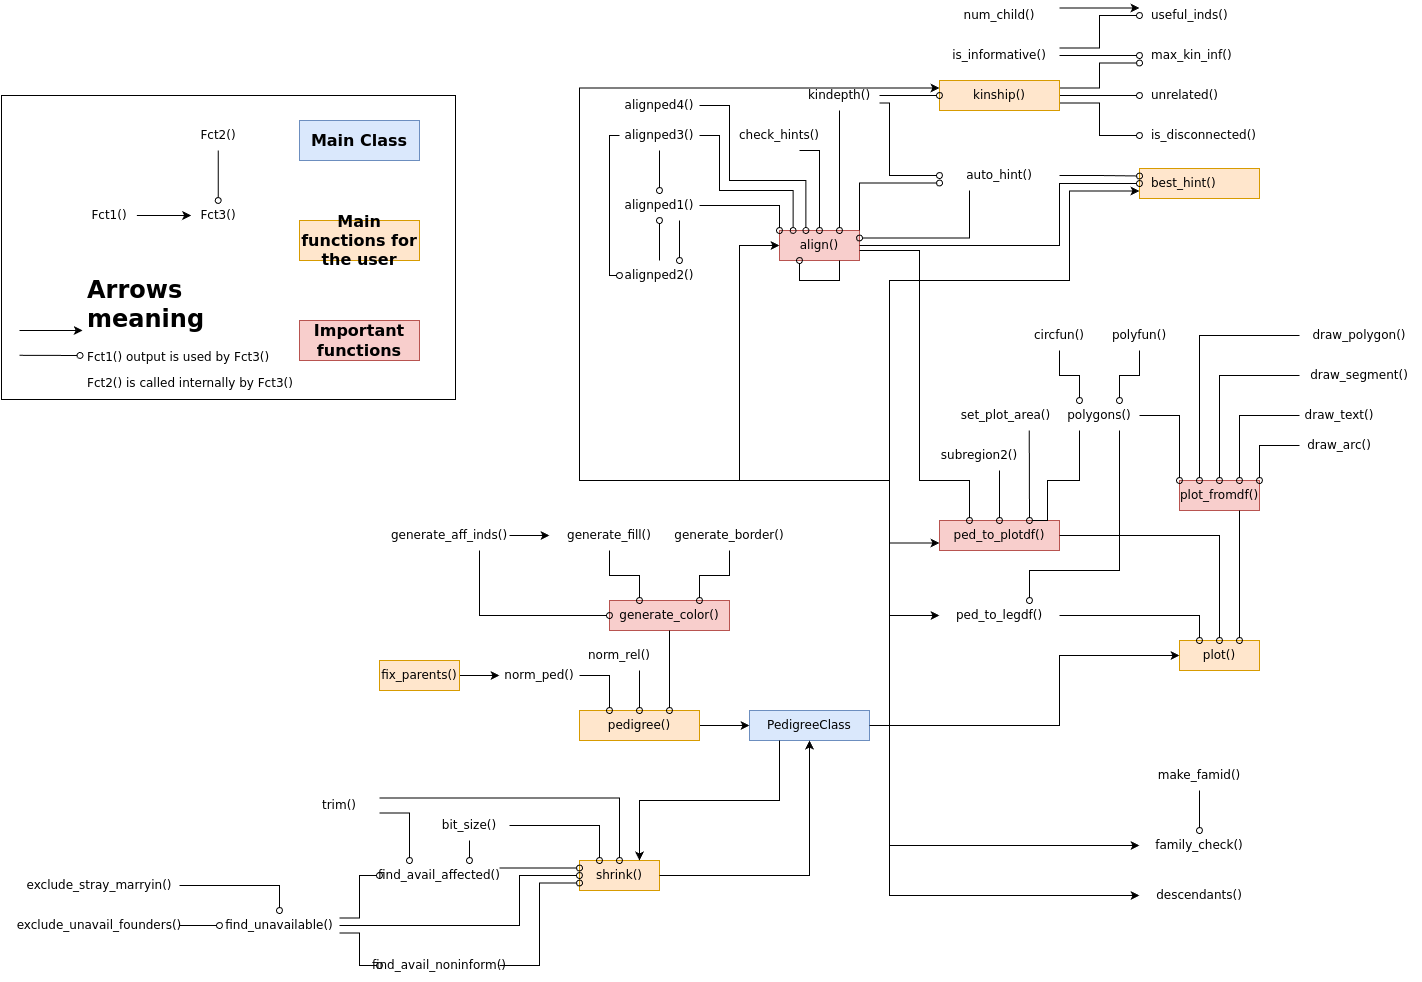 num_child()
useful_inds()
is_informative()
max_kin_inf()
kindepth()
kinship()
unrelated()
alignped4()
Fct2()
Main Class
alignped3()
check_hints()
is_disconnected()
auto_hint()
best_hint()
Fct1()
Fct3()
Main
functions for
the user
alignped1()
align()
alignped2()
Arrows
meaning
Important
functions
Fct1() output is used by Fct3()
Fct2() is called internally by Fct3()
circfun()
polyfun()
draw_polygon()
draw_segment()
set_plot_area()
polygons()
draw_text()
draw_arc()
subregion2()
plot_fromdf()
generate_aff_inds()
generate_fill()
generate_border()
ped_to_plotdf()
generate_color()
ped_to_legdf()
norm_rel()
plot()
fix_parents()
norm_ped()
pedigree()
PedigreeClass
make_famid()
trim()
bit_size()
family_check()
find_avail_affected()
shrink()
exclude_stray_marryin()
descendants()
exclude_unavail_founders()
find_unavailable()
find_avail_noninform()